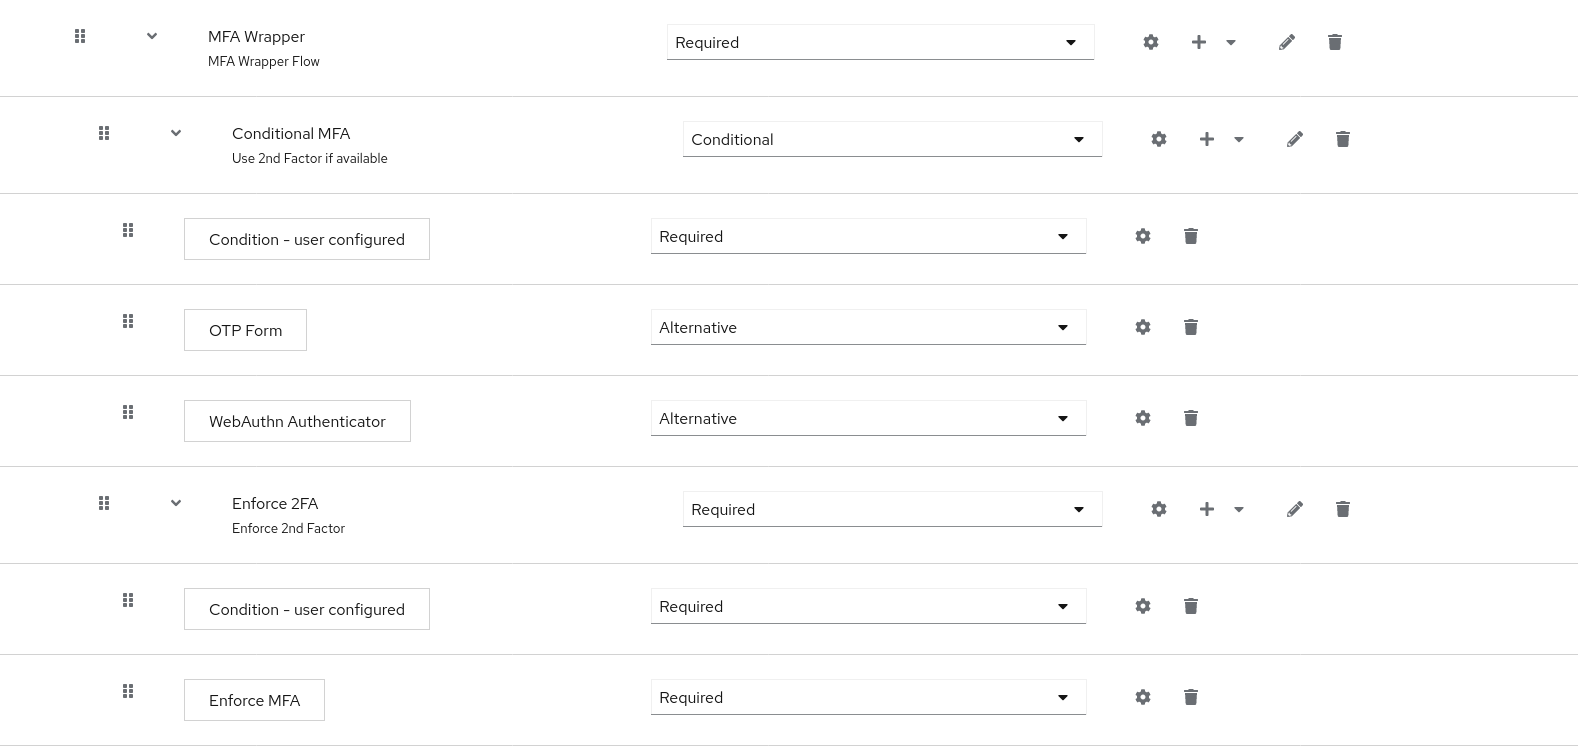 MFA Wrapper
Required
MFA Wrapper Flow
Conditional MFA
Conditional
Use 2nd Factor if available
Condition - user configured
Required
OTP Form
Alternative
WebAuthn Authenticator
Alternative
Enforce 2FA
Required
Enforce 2nd Factor
Condition - user configured
Required
Enforce MFA
Required